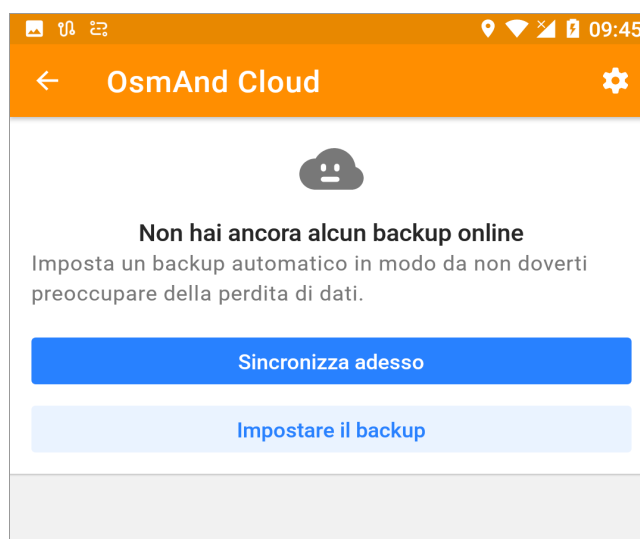 09:45
OsmAnd Cloud
Non hai ancora alcun backup online
Imposta un backup automatico in modo da non doverti
preoccupare della perdita di dati.
Sincronizza adesso
Impostare il backup